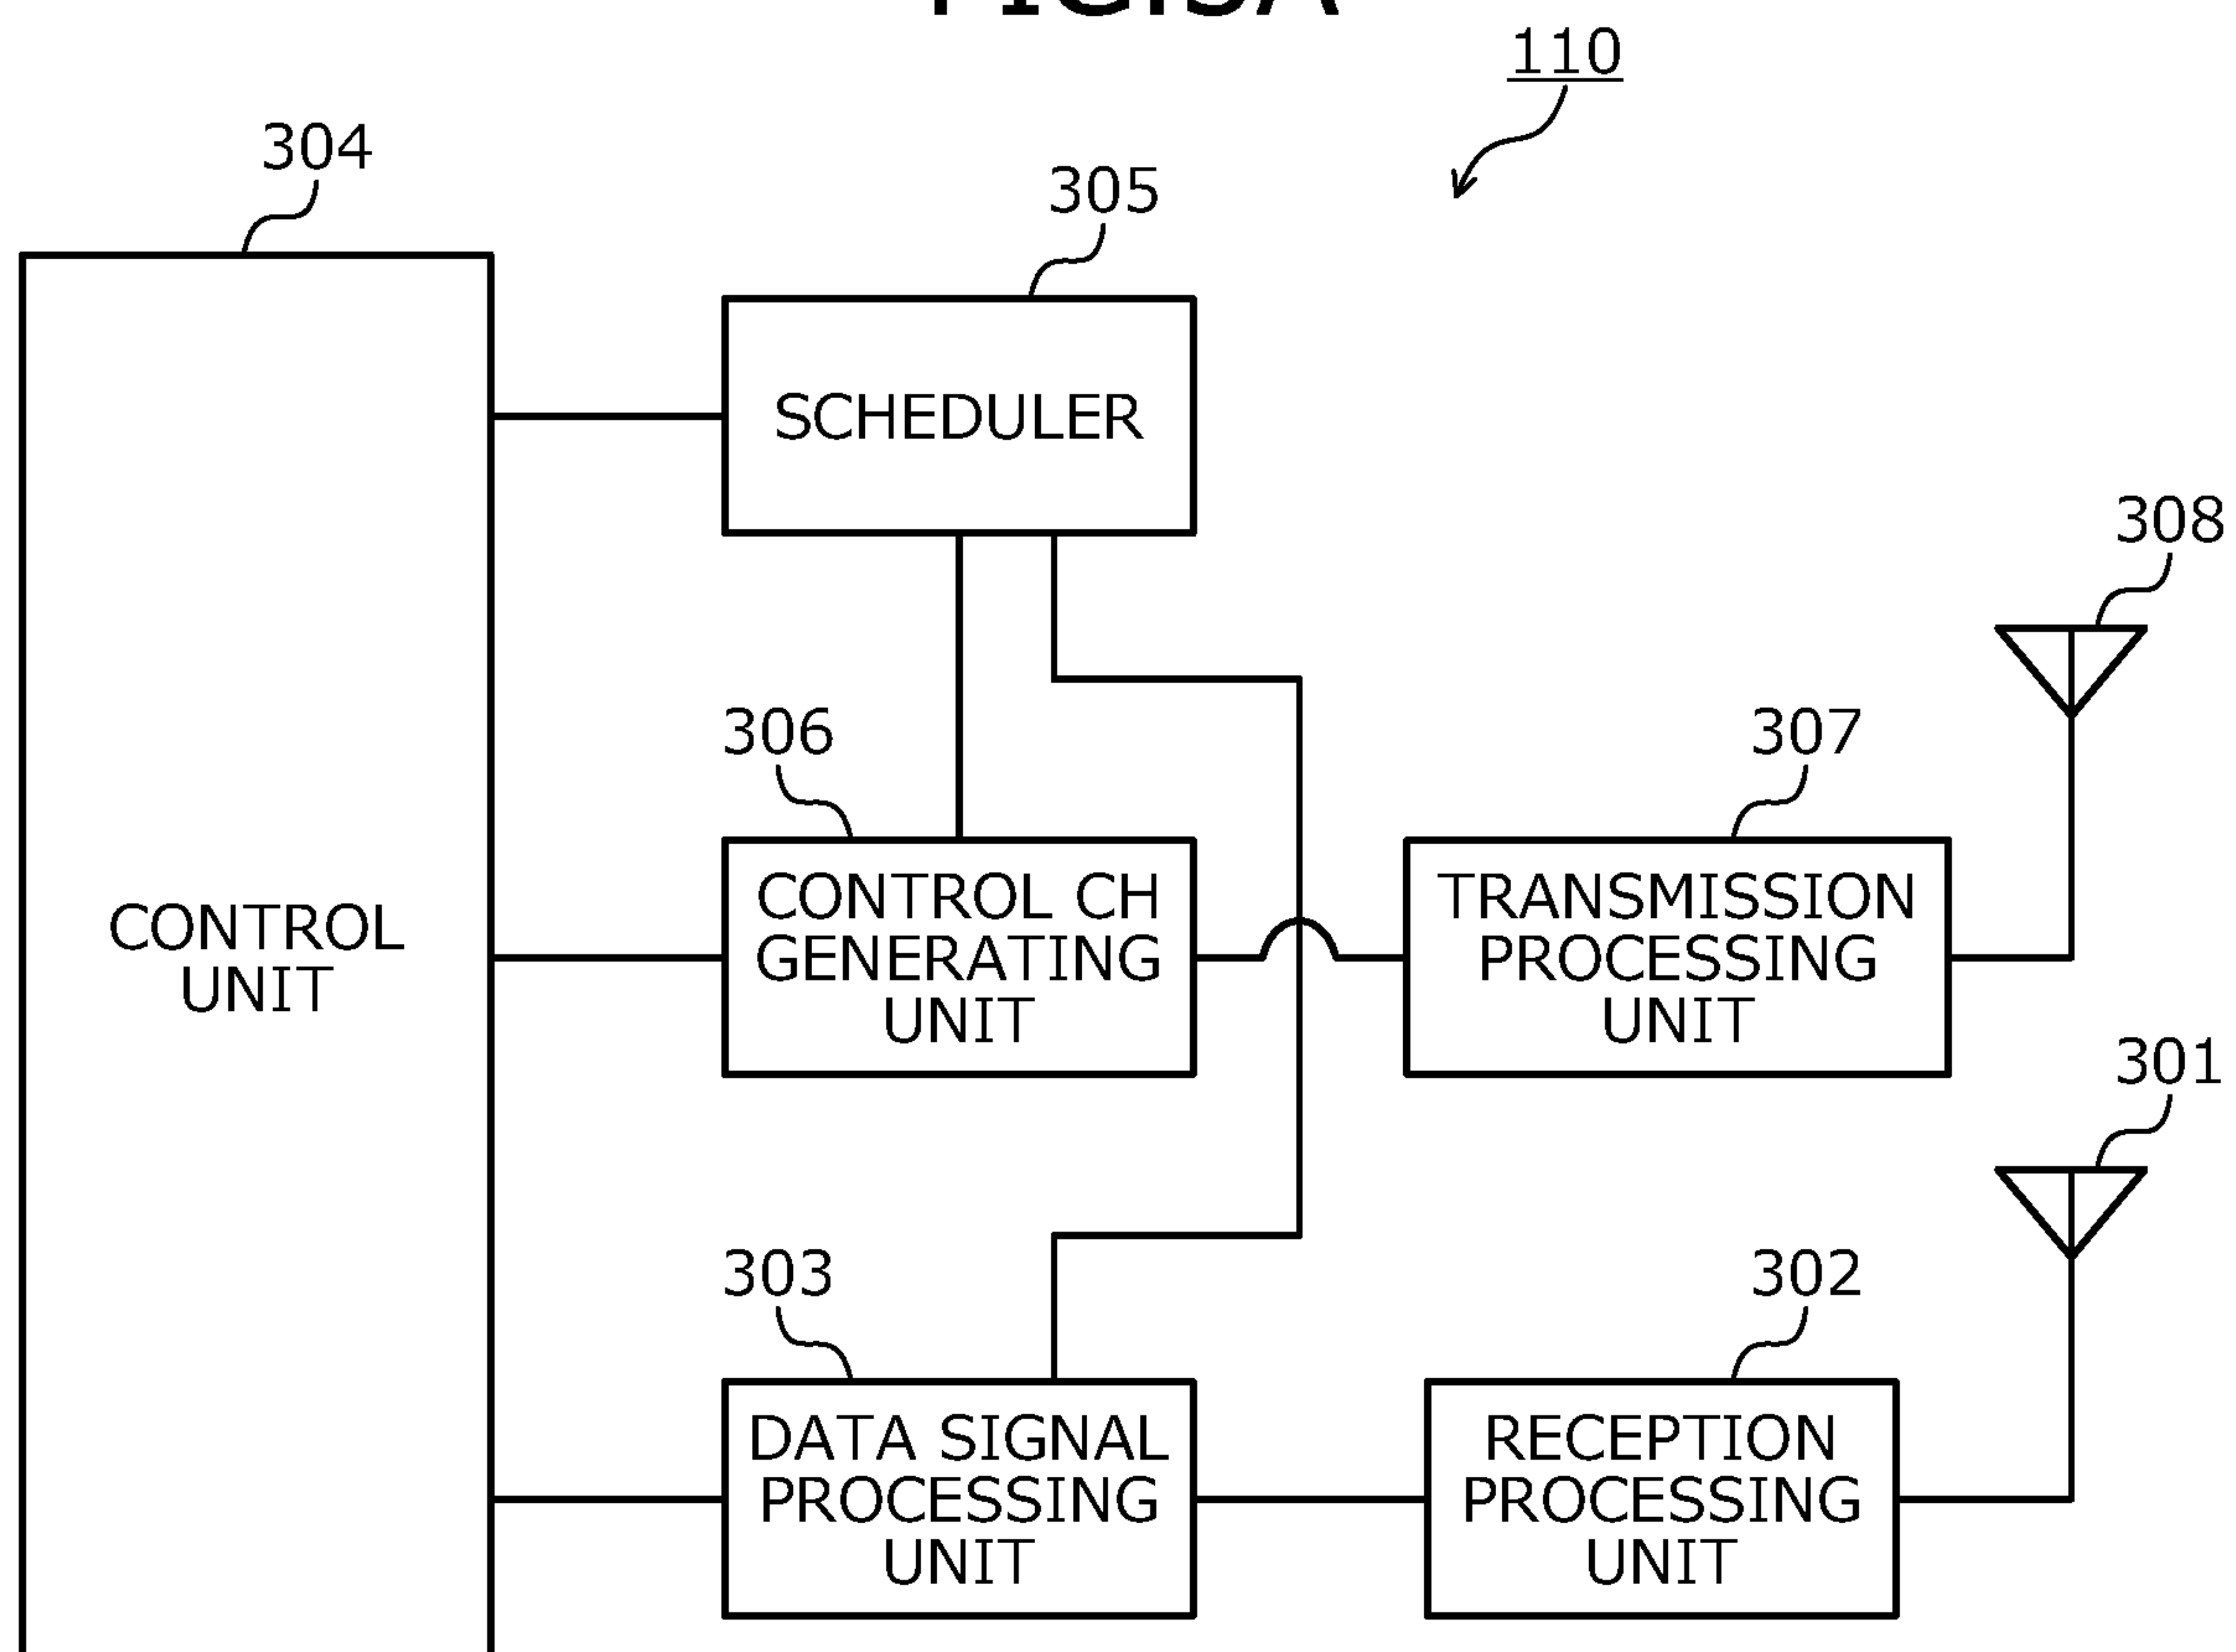 110
304
305
SCHEDULER
308
306
307
CONTROL
UNIT
CONTROL CH
GENERATING
UNIT
TRANSMISSION
PROCESSING
UNIT
301
303
302
DATA SIGNAL
PROCESSING
UNIT
RECEPTION
PROCESSING
UNIT